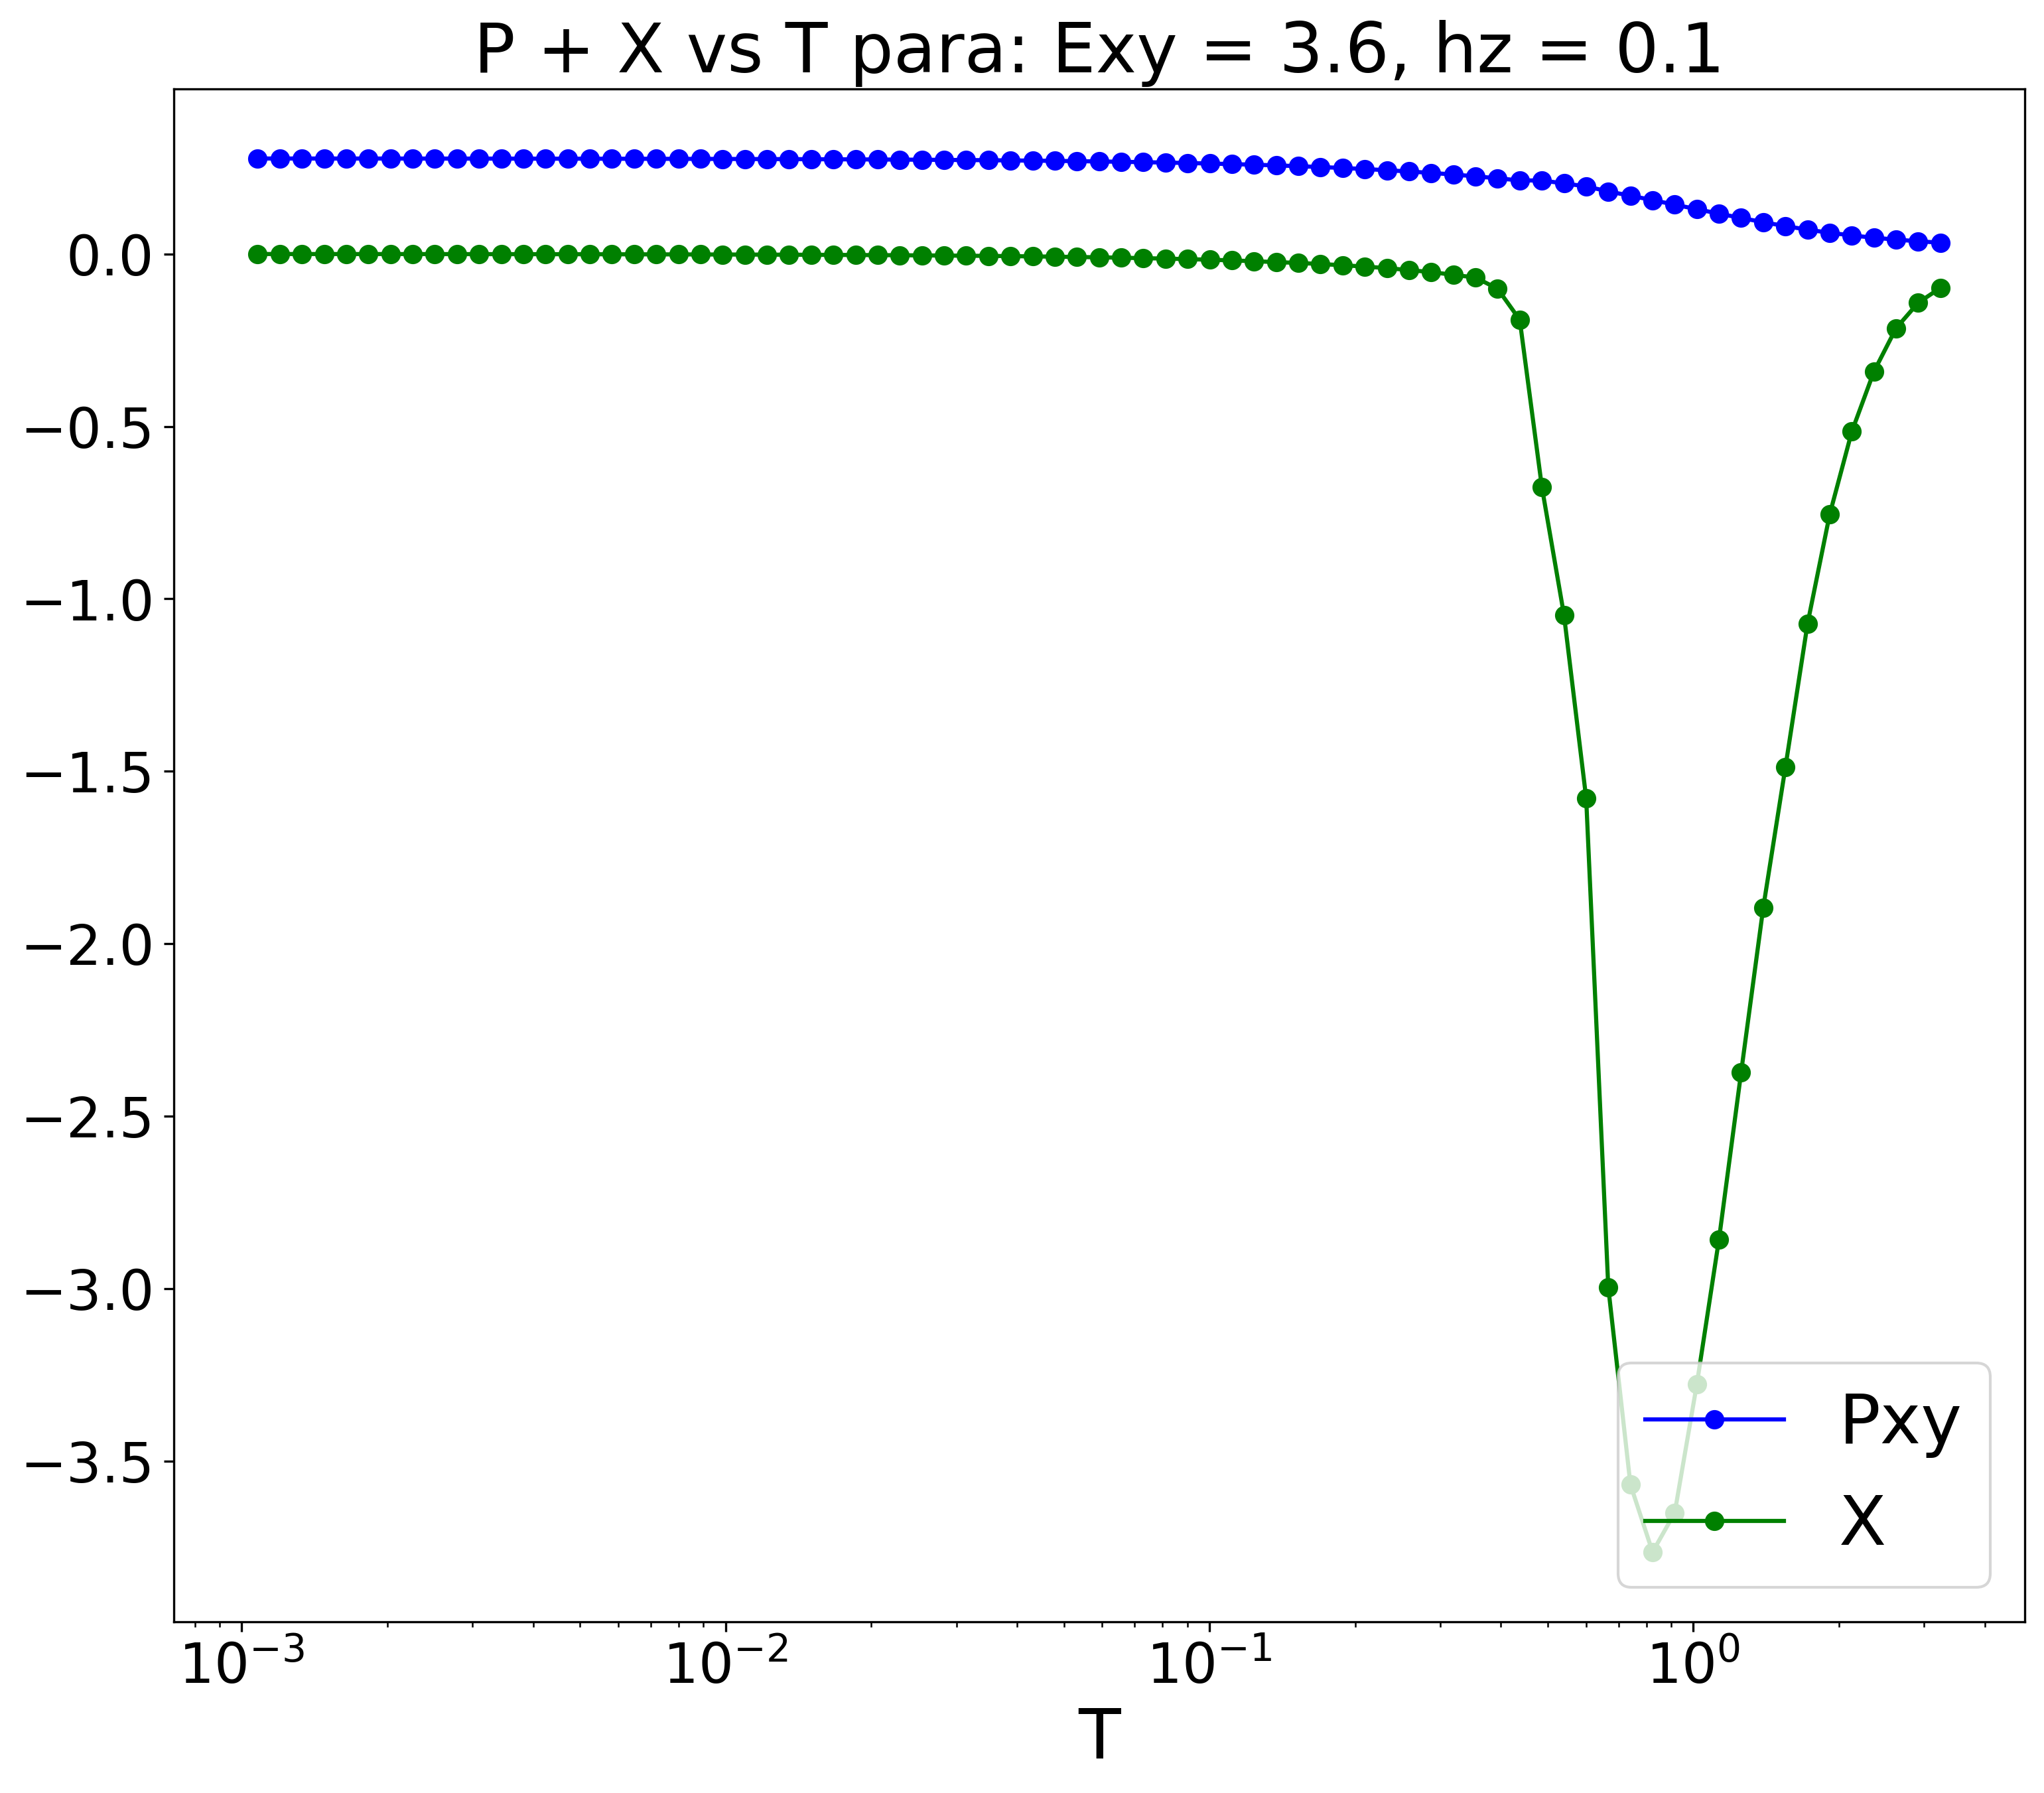 P + X vs T para: Exy = 3.6, hz = 0.1
0.0
−0.5
−1.0
−1.5
−2.0
−2.5
−3.0
−3.5
10⁻³ 10⁻² 10⁻¹ 10⁰
T
Pxy
X